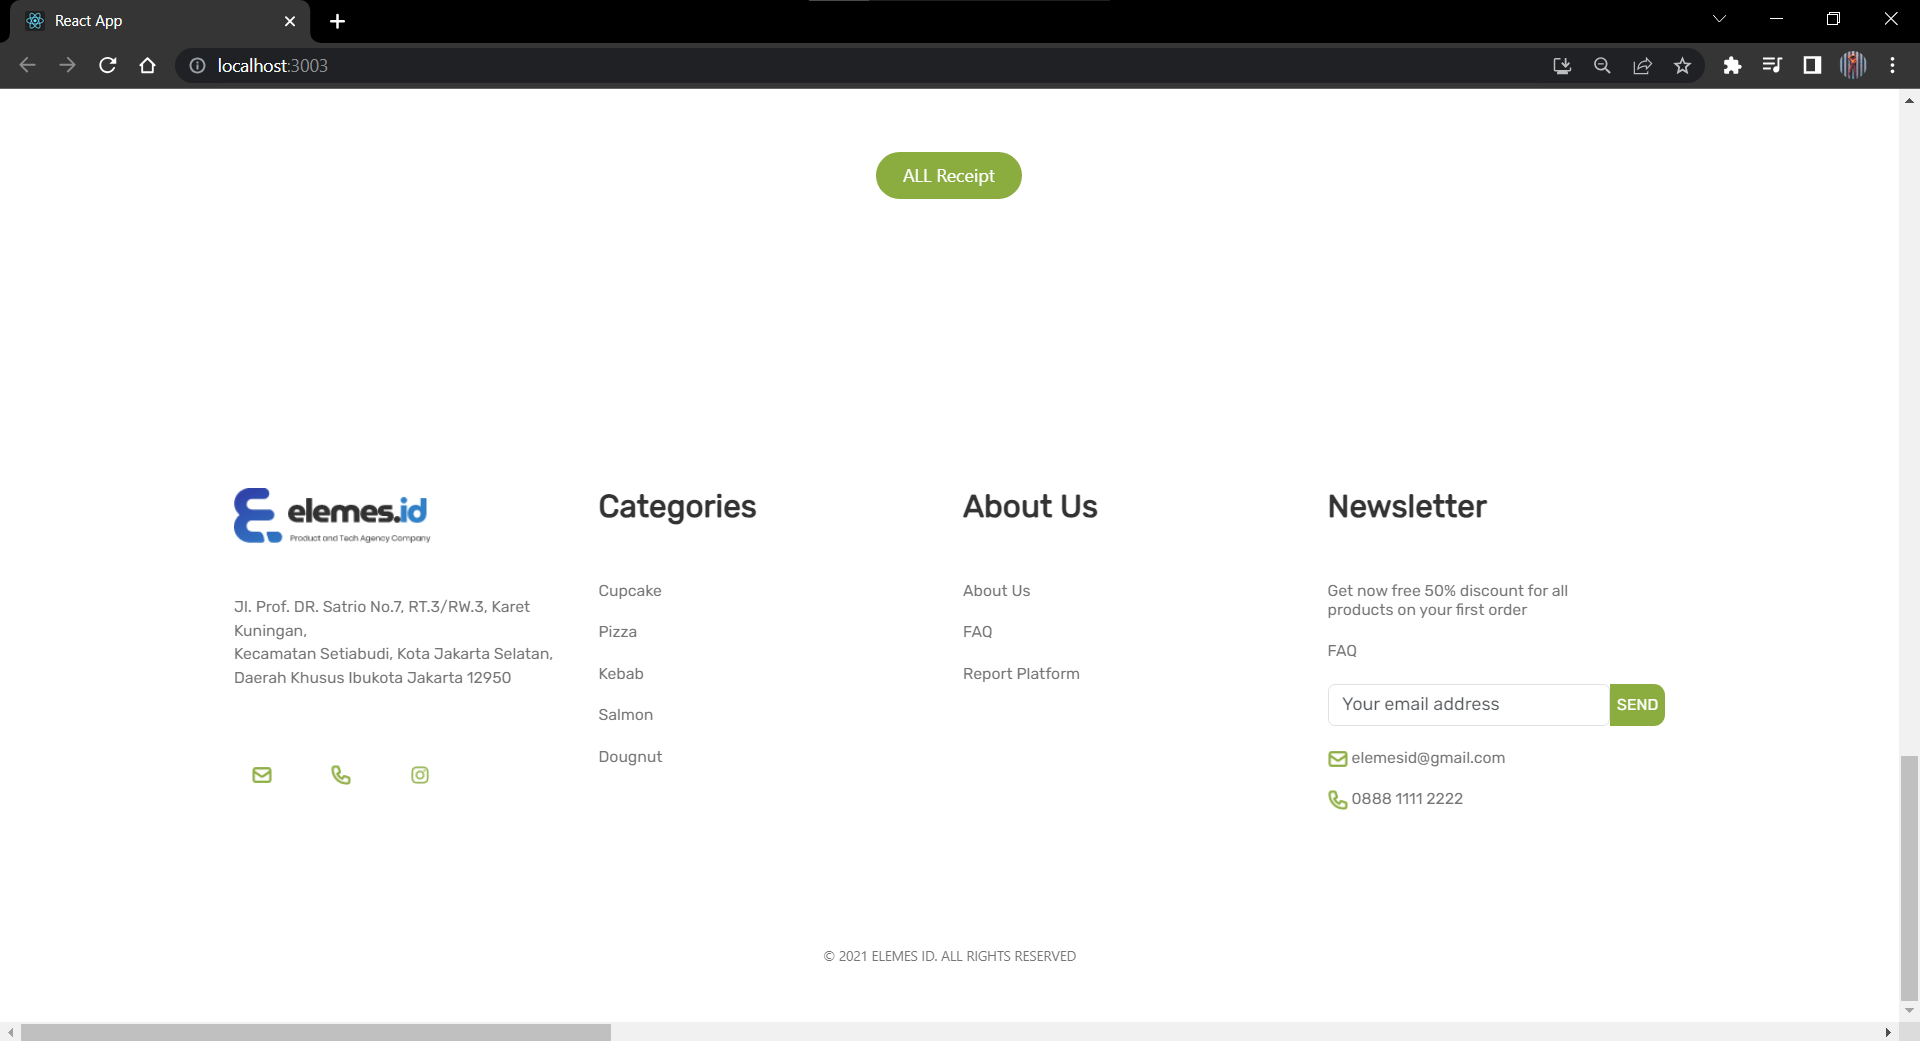 React App
localhost:3003
ALL Receipt
elemes.id
Product and Tech Agency Company
Jl. Prof. DR. Satrio No.7, RT.3/RW.3, Karet
Kuningan,
Kecamatan Setiabudi, Kota Jakarta Selatan,
Daerah Khusus Ibukota Jakarta 12950
Categories
Cupcake
Pizza
Kebab
Salmon
Dougnut
About Us
About Us
FAQ
Report Platform
Newsletter
Get now free 50% discount for all
products on your first order
FAQ
Your email address
SEND
elemesid@gmail.com
0888 1111 2222
© 2021 ELEMES ID. ALL RIGHTS RESERVED